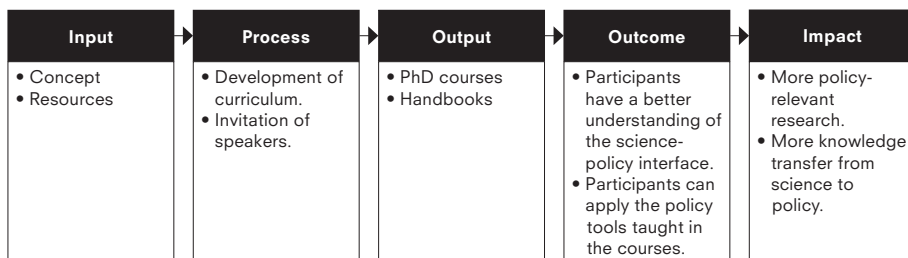 Input
• Concept
• Resources
Process
• Development of
curriculum.
• Invitation of
speakers.
Output
• PhD courses
• Handbooks
Outcome
• Participants
have a better
understanding of
the science-
policy interface.
• Participants can
apply the policy
tools taught in
the courses.
Impact
• More policy-
relevant
research.
• More knowledge
transfer from
science to
policy.